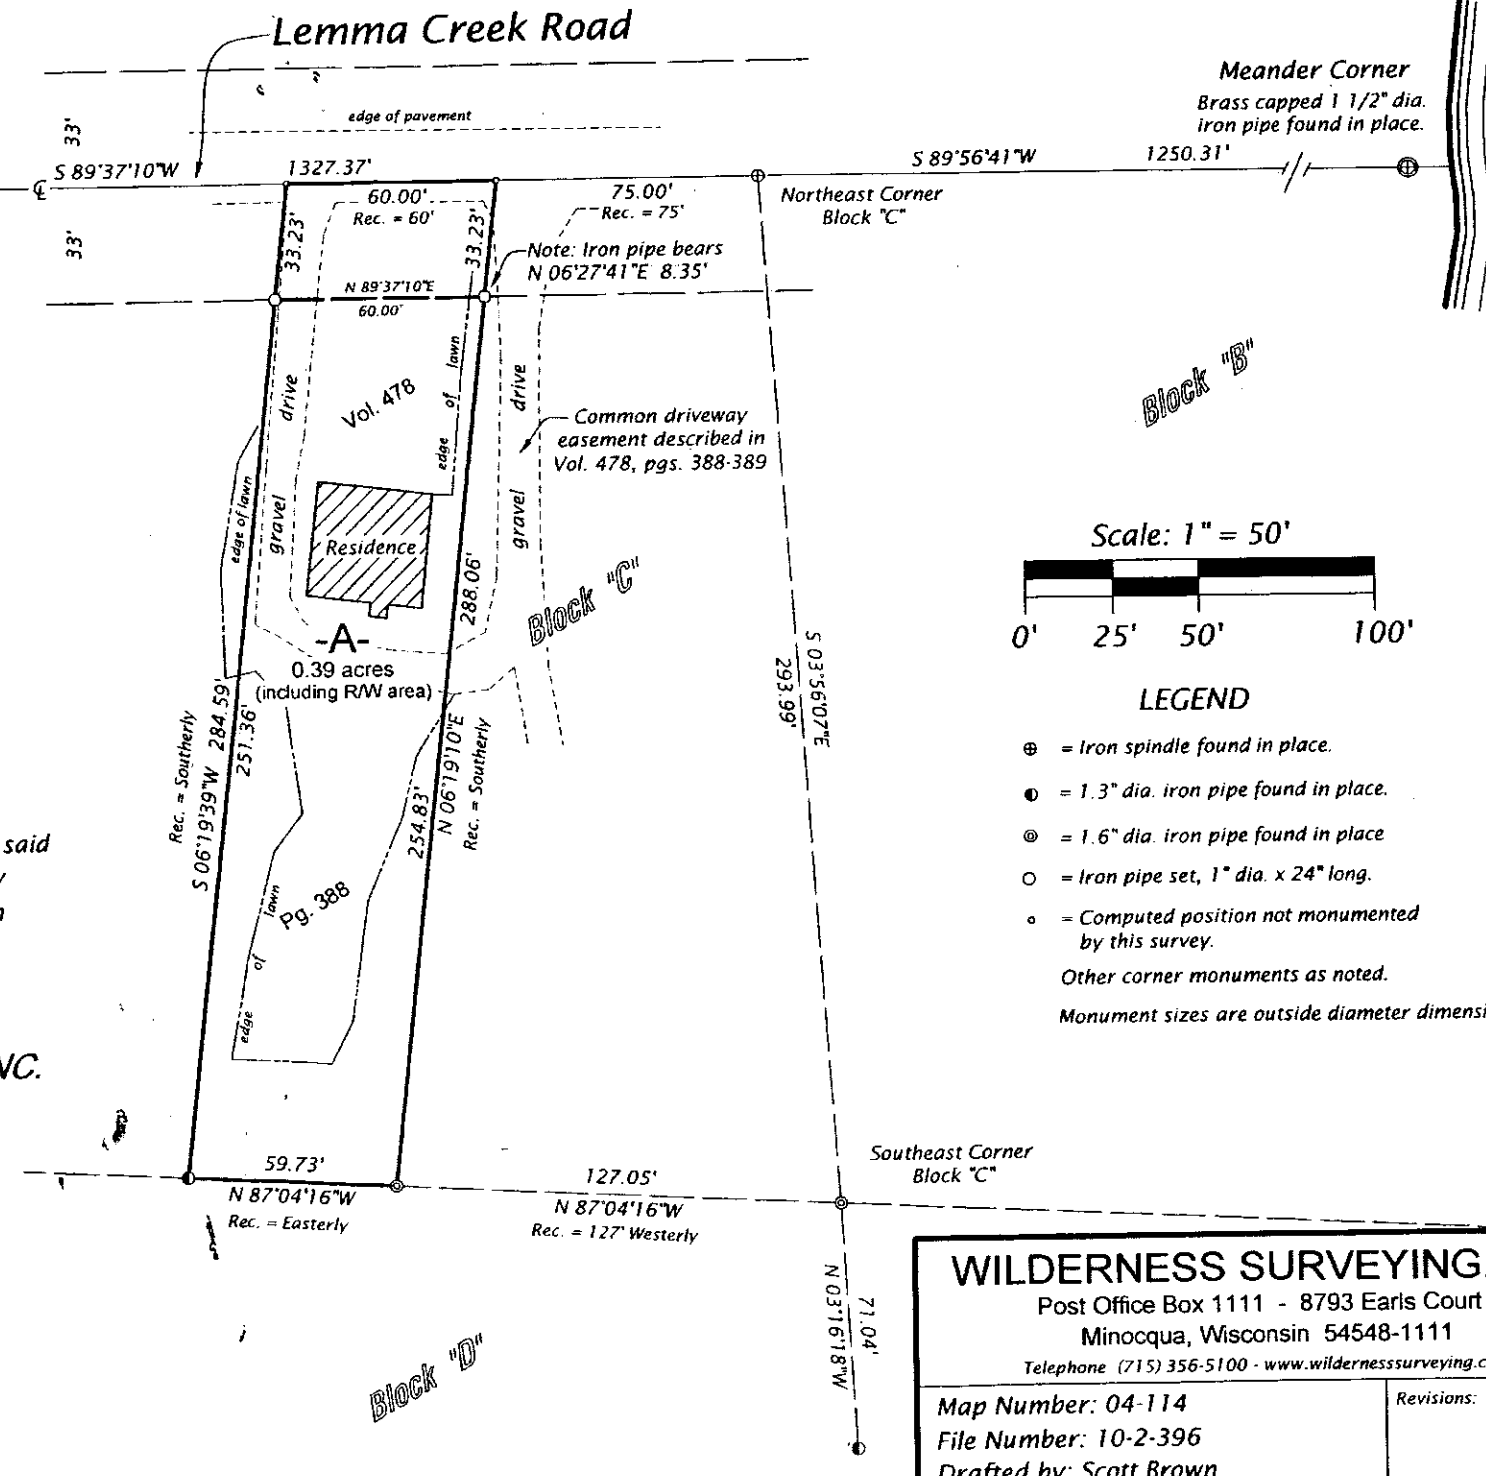 Lemma Creek Road
Meander Corner
Brass capped 1 1/2" dia.
iron pipe found in place.
33'
edge of pavement
S 89°37'10"W
1327.37'
S 89°56'41"W
1250.31'
60.00'
Rec. = 60'
75.00'
Rec. = 75'
Northeast Corner
Block "C"
33'
33.23'
33.23'
Note: Iron pipe bears
N 06°27'41"E 8.35'
N 89°37'10"E
60.00'
Block "B"
Vol. 478
edge of lawn
gravel drive
gravel drive
Common driveway
easement described in
Vol. 478, pgs. 388-389
edge of lawn
Residence
288.06'
Block "C"
Scale: 1" = 50'
0' 25' 50' 100'
-A-
0.39 acres
(including R/W area)
S 03°56'07"E
293.99'
LEGEND
= Iron spindle found in place.
= 1.3" dia. iron pipe found in place.
= 1.6" dia. iron pipe found in place
= Iron pipe set, 1" dia. x 24" long.
= Computed position not monumented
by this survey.
Other corner monuments as noted.
Monument sizes are outside diameter dimensi
Rec. = Southerly
S 06°19'39"W 284.59'
251.36'
254.83'
N 06°19'10"E
Rec. = Southerly
said
Pg. 388
edge of lawn
NC.
59.73'
N 87°04'16"W
Rec. = Easterly
127.05'
N 87°04'16"W
Rec. = 127' Westerly
Southeast Corner
Block "C"
71.04'
N 03°16'18"W
Block "D"
WILDERNESS SURVEYING
Post Office Box 1111 - 8793 Earls Court
Minocqua, Wisconsin 54548-1111
Telephone (715) 356-5100 - www.wildernesssurveying.c
Map Number: 04-114
Revisions:
File Number: 10-2-396
Drafted by: Scott Brown